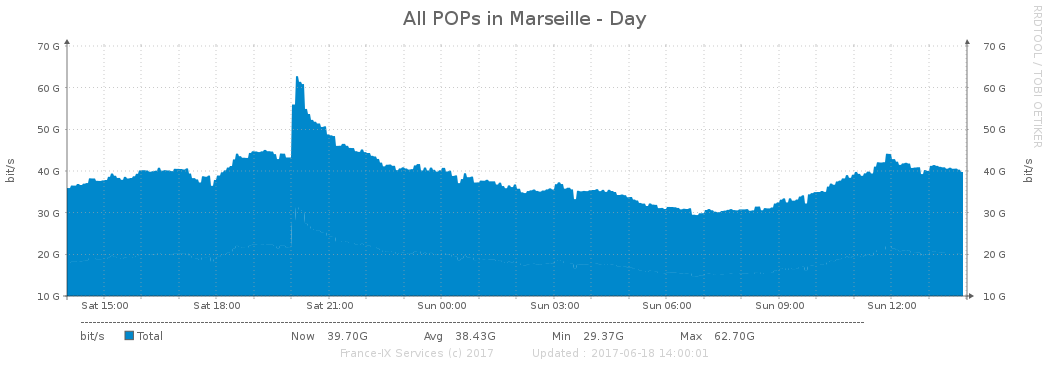 All POPs in Marseille - Day
RRDTOOL / TOBI OETIKER
bit/s
70 G 70 G
60 G 60 G
50 G 50 G
40 G 40 G
30 G 30 G
20 G 20 G
10 G 10 G
bit/s
Sat 15:00 Sat 18:00 Sat 21:00 Sun 00:00 Sun 03:00 Sun 06:00 Sun 09:00 Sun 12:00
bit/s Total Now 39.70G Avg 38.43G Min 29.37G Max 62.70G
France-IX Services (c) 2017 Updated : 2017-06-18 14:00:01